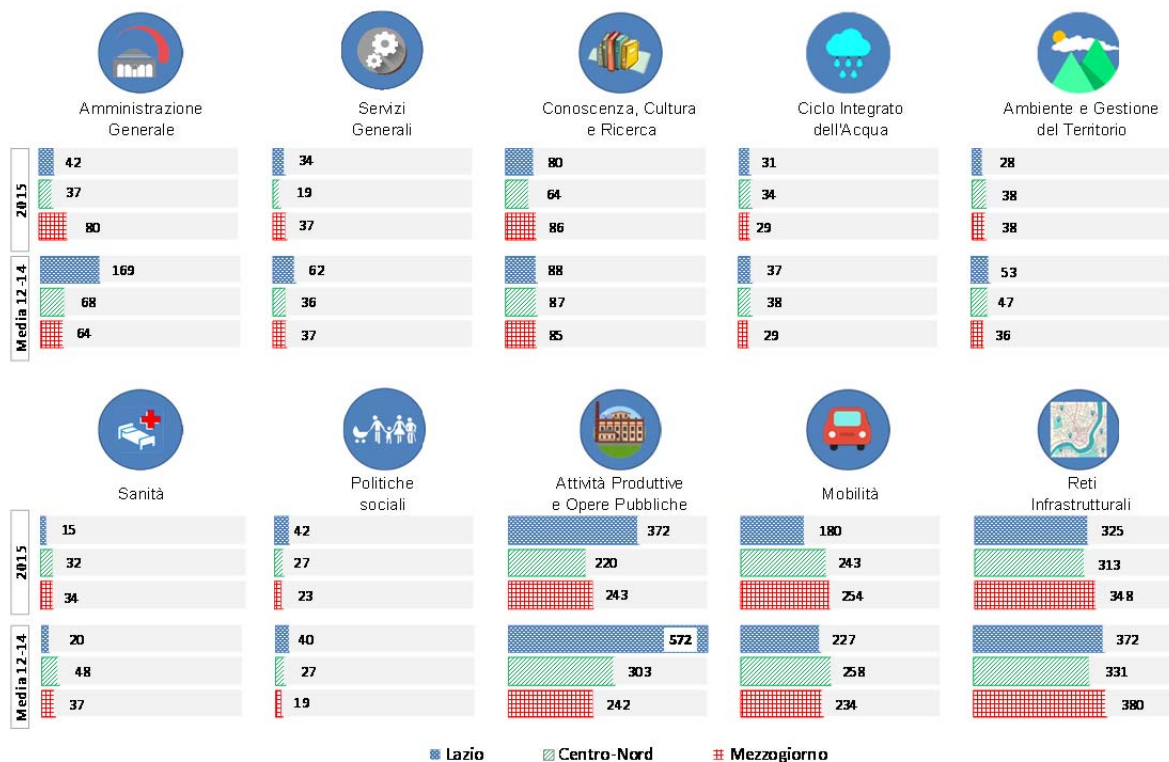 Amministrazione
Generale
Servizi
Generali
Conoscenza, Cultura
e Ricerca
Ciclo Integrato
dell'Acqua
Ambiente e Gestione
del Territorio
2015
42
37
80
34
19
37
80
64
86
31
34
29
28
38
38
Media 12-14
169
68
64
62
36
37
88
87
85
37
38
29
53
47
36
Sanità
Politiche
sociali
Attività Produttive
e Opere Pubbliche
Mobilità
Reti
Infrastrutturali
2015
15
32
34
42
27
23
372
220
243
180
243
254
325
313
348
Media 12-14
20
48
37
40
27
19
572
303
242
227
258
234
372
331
380
Lazio
Centro-Nord
Mezzogiorno